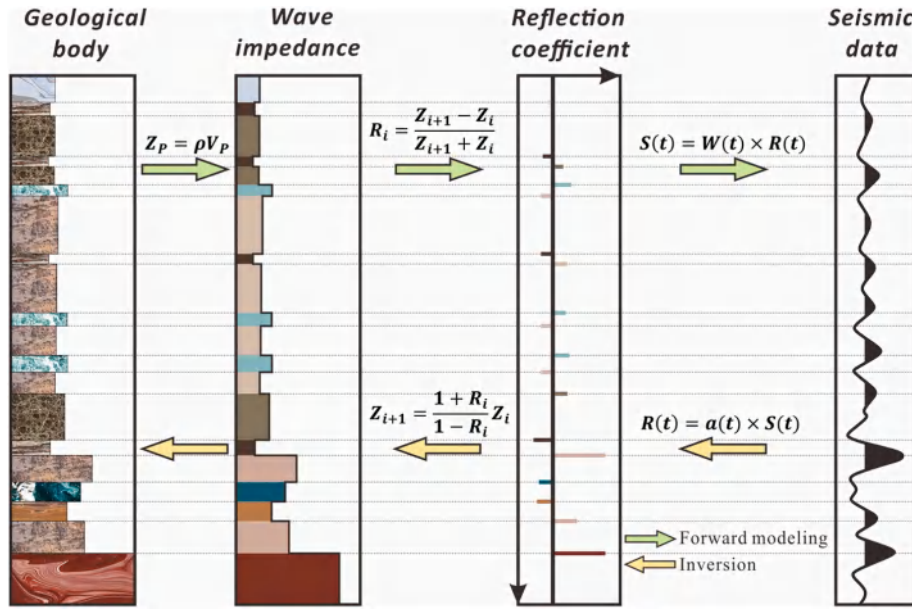 Geological
body
Wave
impedance
Reflection
coefficient
Seismic
data
Z_P = ρV_P
R_i = (Z_{i+1} − Z_i) / (Z_{i+1} + Z_i)
S(t) = W(t) × R(t)
Z_{i+1} = (1 + R_i) / (1 − R_i) Z_i
R(t) = a(t) × S(t)
Forward modeling
Inversion